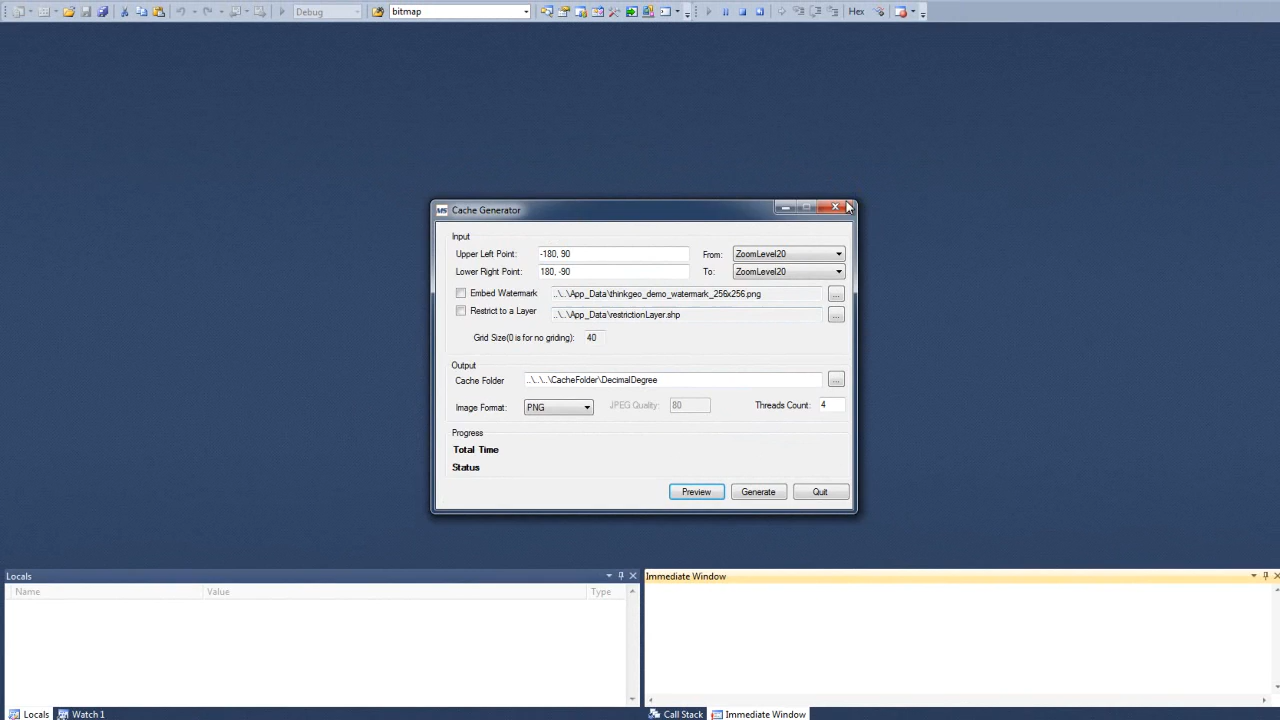 Debug bitmap Hex
MS Cache Generator
Input
Upper Left Point: -180, 90 From: ZoomLevel20
Lower Right Point: 180, -90 To: ZoomLevel20
Embed Watermark ..\..\App_Data\thinkgeo_demo_watermark_256x256.png ...
Restrict to a Layer ..\..\App_Data\restrictionLayer.shp ...
Grid Size(0 is for no griding): 40
Output
Cache Folder ..\..\..\CacheFolder\DecimalDegree ...
Image Format: PNG JPEG Quality: 80 Threads Count: 4
Progress
Total Time
Status
Preview Generate Quit
Locals Immediate Window
Name Value Type
Locals Watch 1 Call Stack Immediate Window